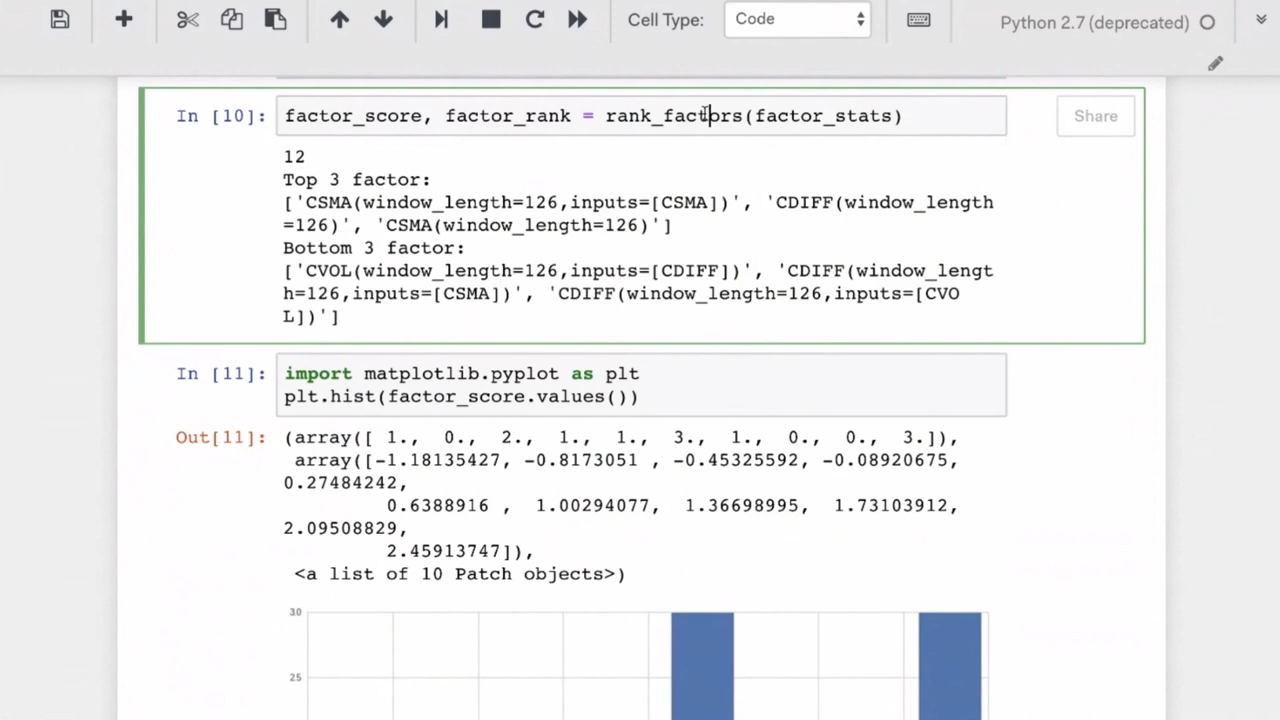 Cell Type:
Code
Python 2.7 (deprecated)
In [10]:
factor_score, factor_rank = rank_factors(factor_stats)
Share
12
Top 3 factor:
['CSMA(window_length=126,inputs=[CSMA])', 'CDIFF(window_length
=126)', 'CSMA(window_length=126)']
Bottom 3 factor:
['CVOL(window_length=126,inputs=[CDIFF])', 'CDIFF(window_lengt
h=126,inputs=[CSMA])', 'CDIFF(window_length=126,inputs=[CVO
L])']
In [11]:
import matplotlib.pyplot as plt
plt.hist(factor_score.values())
Out[11]:
(array([ 1., 0., 2., 1., 1., 3., 1., 0., 0., 3.]),
array([-1.18135427, -0.8173051 , -0.45325592, -0.08920675,
0.27484242,
0.6388916 , 1.00294077, 1.36698995, 1.73103912,
2.09508829,
2.45913747]),
<a list of 10 Patch objects>)
3.0
2.5